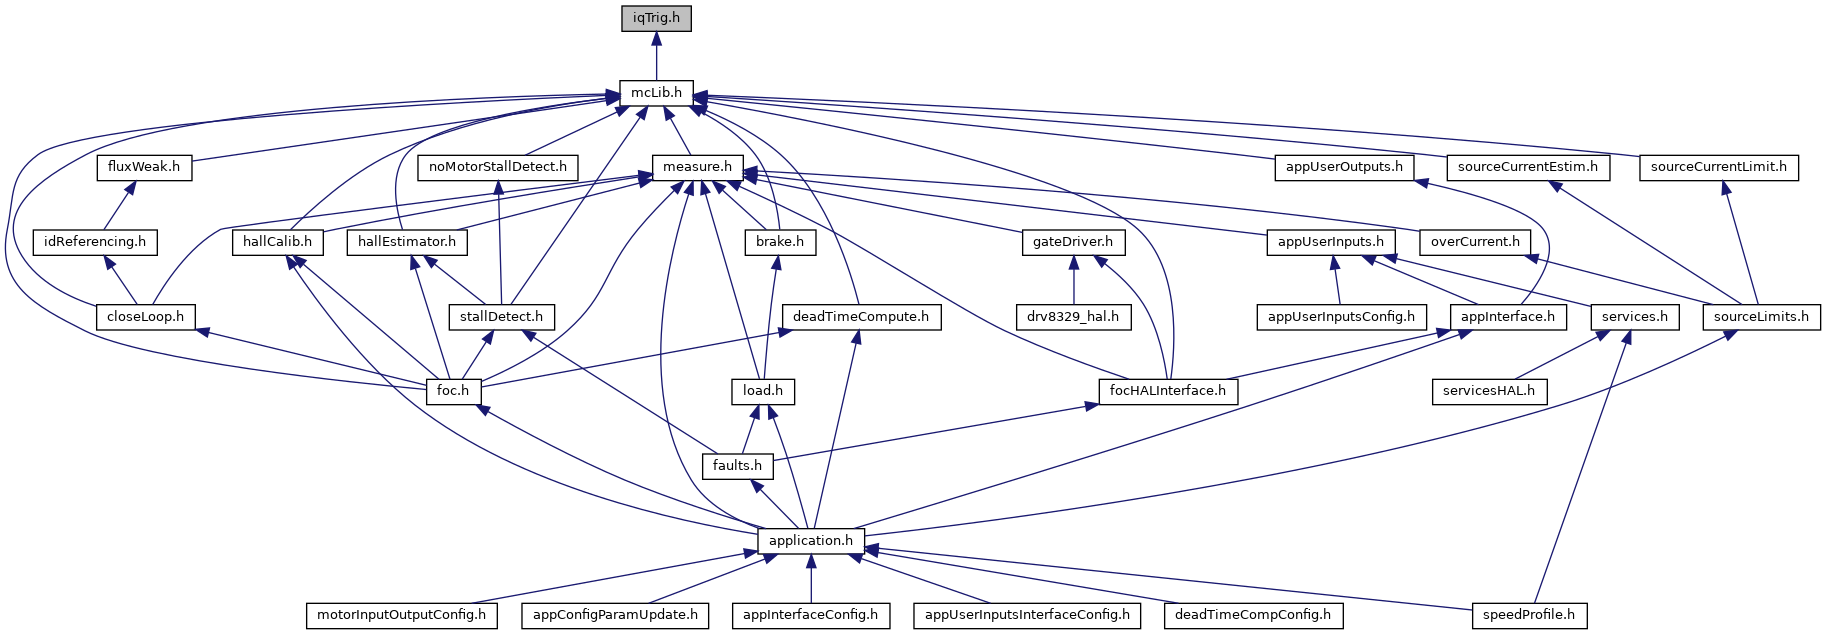 iqTrig.h
mcLib.h
fluxWeak.h
noMotorStallDetect.h
measure.h
appUserOutputs.h
sourceCurrentEstim.h
sourceCurrentLimit.h
idReferencing.h
hallCalib.h
hallEstimator.h
brake.h
gateDriver.h
appUserInputs.h
overCurrent.h
closeLoop.h
stallDetect.h
deadTimeCompute.h
drv8329_hal.h
appUserInputsConfig.h
appInterface.h
services.h
sourceLimits.h
foc.h
load.h
focHALInterface.h
servicesHAL.h
faults.h
application.h
motorInputOutputConfig.h
appConfigParamUpdate.h
appInterfaceConfig.h
appUserInputsInterfaceConfig.h
deadTimeCompConfig.h
speedProfile.h